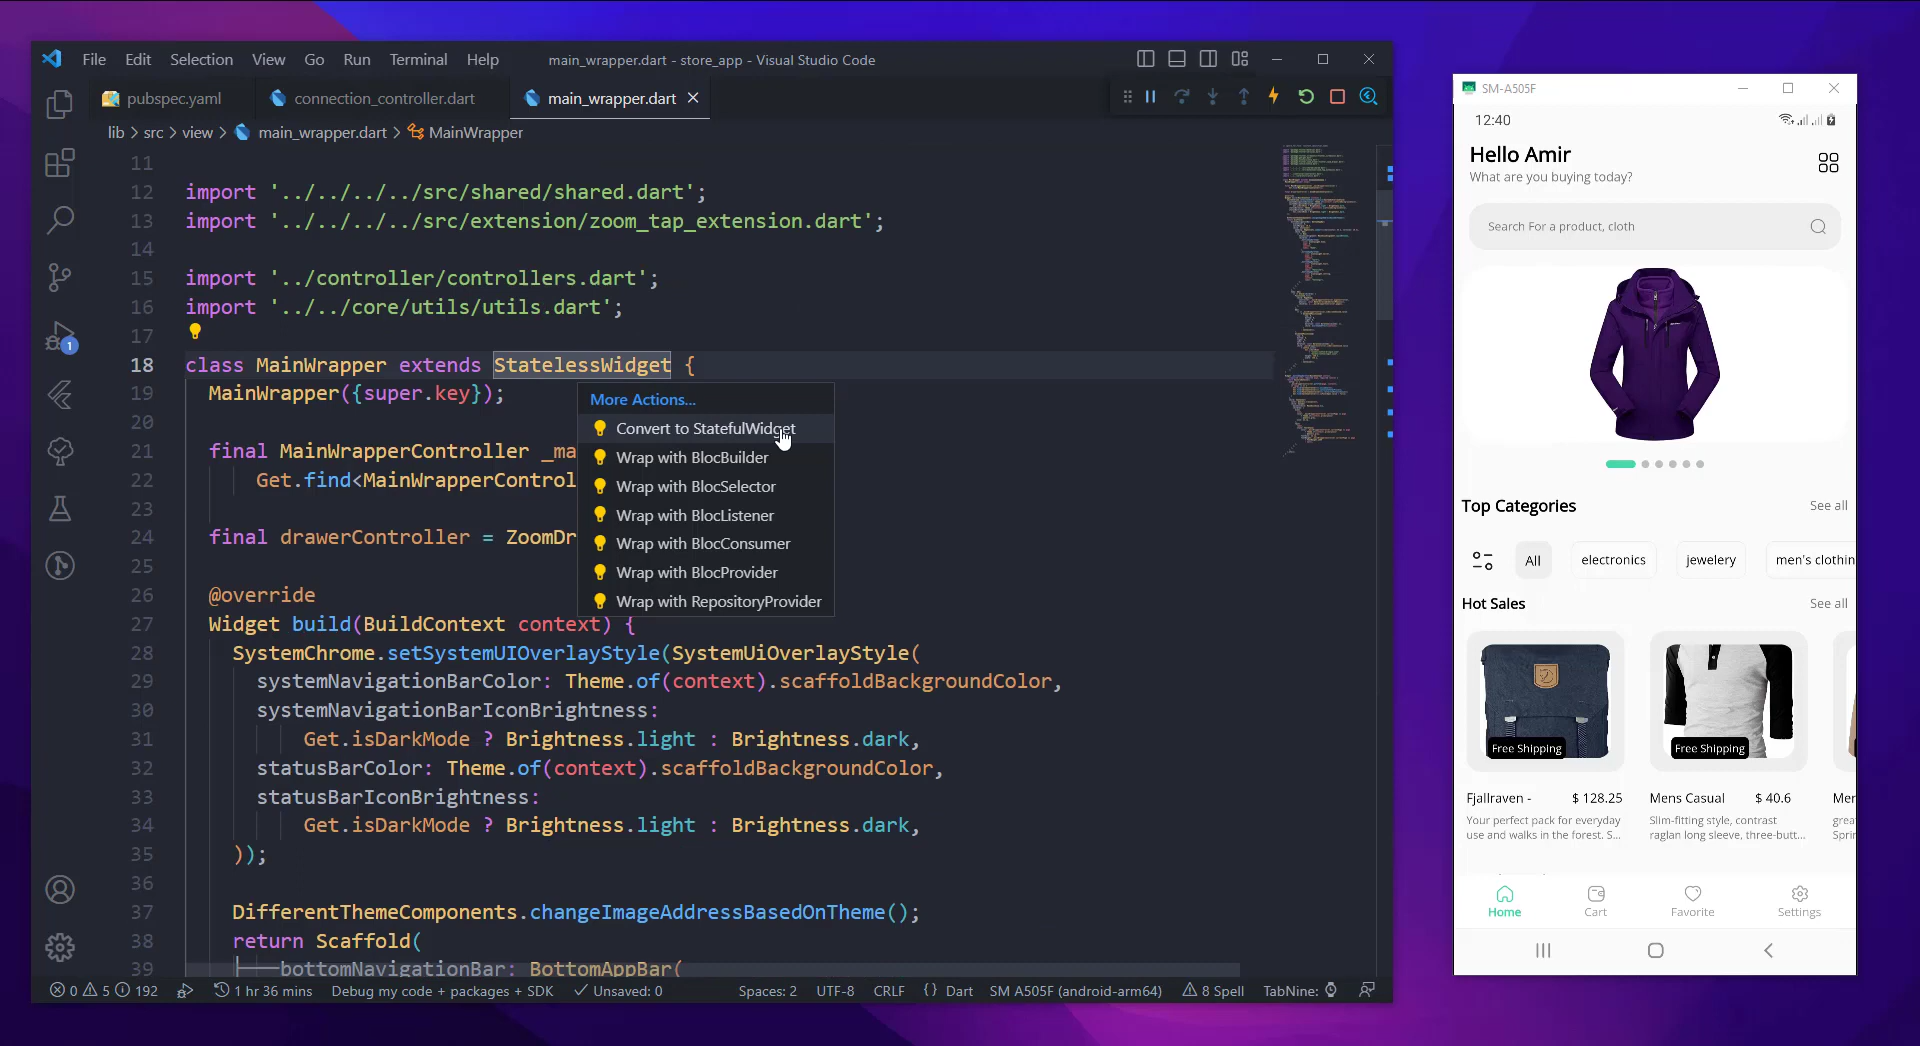 File Edit Selection View Go Run Terminal Help
main_wrapper.dart - store_app - Visual Studio Code
pubspec.yaml
connection_controller.dart
main_wrapper.dart
lib > src > view > main_wrapper.dart > MainWrapper
11
12 import '../../../../src/shared/shared.dart';
13 import '../../../../src/extension/zoom_tap_extension.dart';
14
15 import '../controller/controllers.dart';
16 import '../../core/utils/utils.dart';
17
18 class MainWrapper extends StatelessWidget {
19 MainWrapper({super.key});
20
21 final MainWrapperController _ma
22 Get.find<MainWrapperControl
23
24 final drawerController = ZoomDr
25
26 @override
27 Widget build(BuildContext context) {
28 SystemChrome.setSystemUIOverlayStyle(SystemUiOverlayStyle(
29 systemNavigationBarColor: Theme.of(context).scaffoldBackgroundColor,
30 systemNavigationBarIconBrightness:
31 Get.isDarkMode ? Brightness.light : Brightness.dark,
32 statusBarColor: Theme.of(context).scaffoldBackgroundColor,
33 statusBarIconBrightness:
34 Get.isDarkMode ? Brightness.light : Brightness.dark,
35 ));
36
37 DifferentThemeComponents.changeImageAddressBasedOnTheme();
38 return Scaffold(
39 bottomNavigationBar: BottomAppBar(
More Actions...
Convert to StatefulWidget
Wrap with BlocBuilder
Wrap with BlocSelector
Wrap with BlocListener
Wrap with BlocConsumer
Wrap with BlocProvider
Wrap with RepositoryProvider
1
0 5 192
1 hr 36 mins
Debug my code + packages + SDK
Unsaved: 0
Spaces: 2
UTF-8
CRLF
{} Dart
SM A505F (android-arm64)
8 Spell
TabNine:
SM-A505F
12:40
Hello Amir
What are you buying today?
Search For a product, cloth
Top Categories See all
All electronics jewelery men's clothin
Hot Sales See all
Free Shipping Free Shipping
Fjallraven - $ 128.25
Your perfect pack for everyday
use and walks in the forest. S...
Mens Casual $ 40.6
Slim-fitting style, contrast
raglan long sleeve, three-butt...
Mer
grea
Sprin
Home Cart Favorite Settings